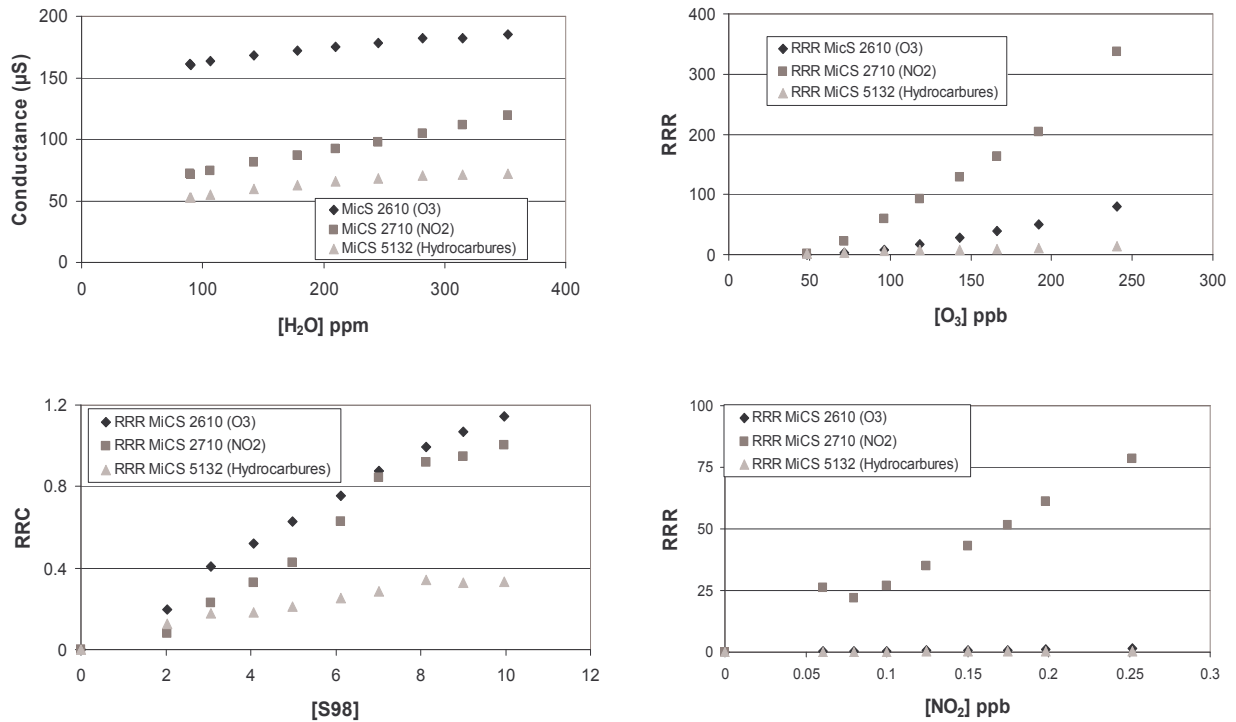 200
150
100
50
0
Conductance (µS)
MicS 2610 (O3)
MiCS 2710 (NO2)
MiCS 5132 (Hydrocarbures)
0 100 200 300 400
[H₂O] ppm
400
300
200
100
0
RRR
RRR MicS 2610 (O3)
RRR MiCS 2710 (NO2)
RRR MiCS 5132 (Hydrocarbures)
0 50 100 150 200 250 300
[O₃] ppb
1.2
0.8
0.4
0
RRC
RRR MiCS 2610 (O3)
RRR MiCS 2710 (NO2)
RRR MiCS 5132 (Hydrocarbures)
0 2 4 6 8 10 12
[S98]
100
75
50
25
0
RRR
RRR MiCS 2610 (O3)
RRR MiCS 2710 (NO2)
RRR MiCS 5132 (Hydrocarbures)
0 0.05 0.1 0.15 0.2 0.25 0.3
[NO₂] ppb